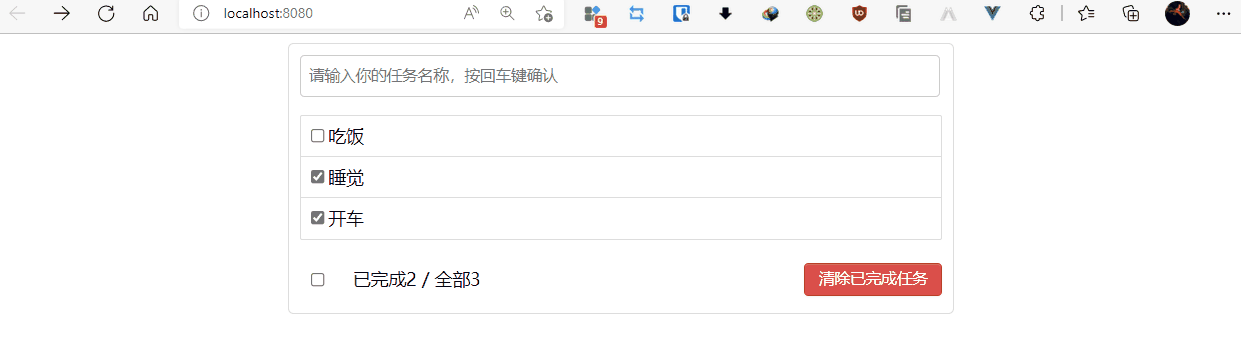 localhost:8080
9
请输入你的任务名称，按回车键确认
吃饭
睡觉
开车
已完成2 / 全部3
清除已完成任务